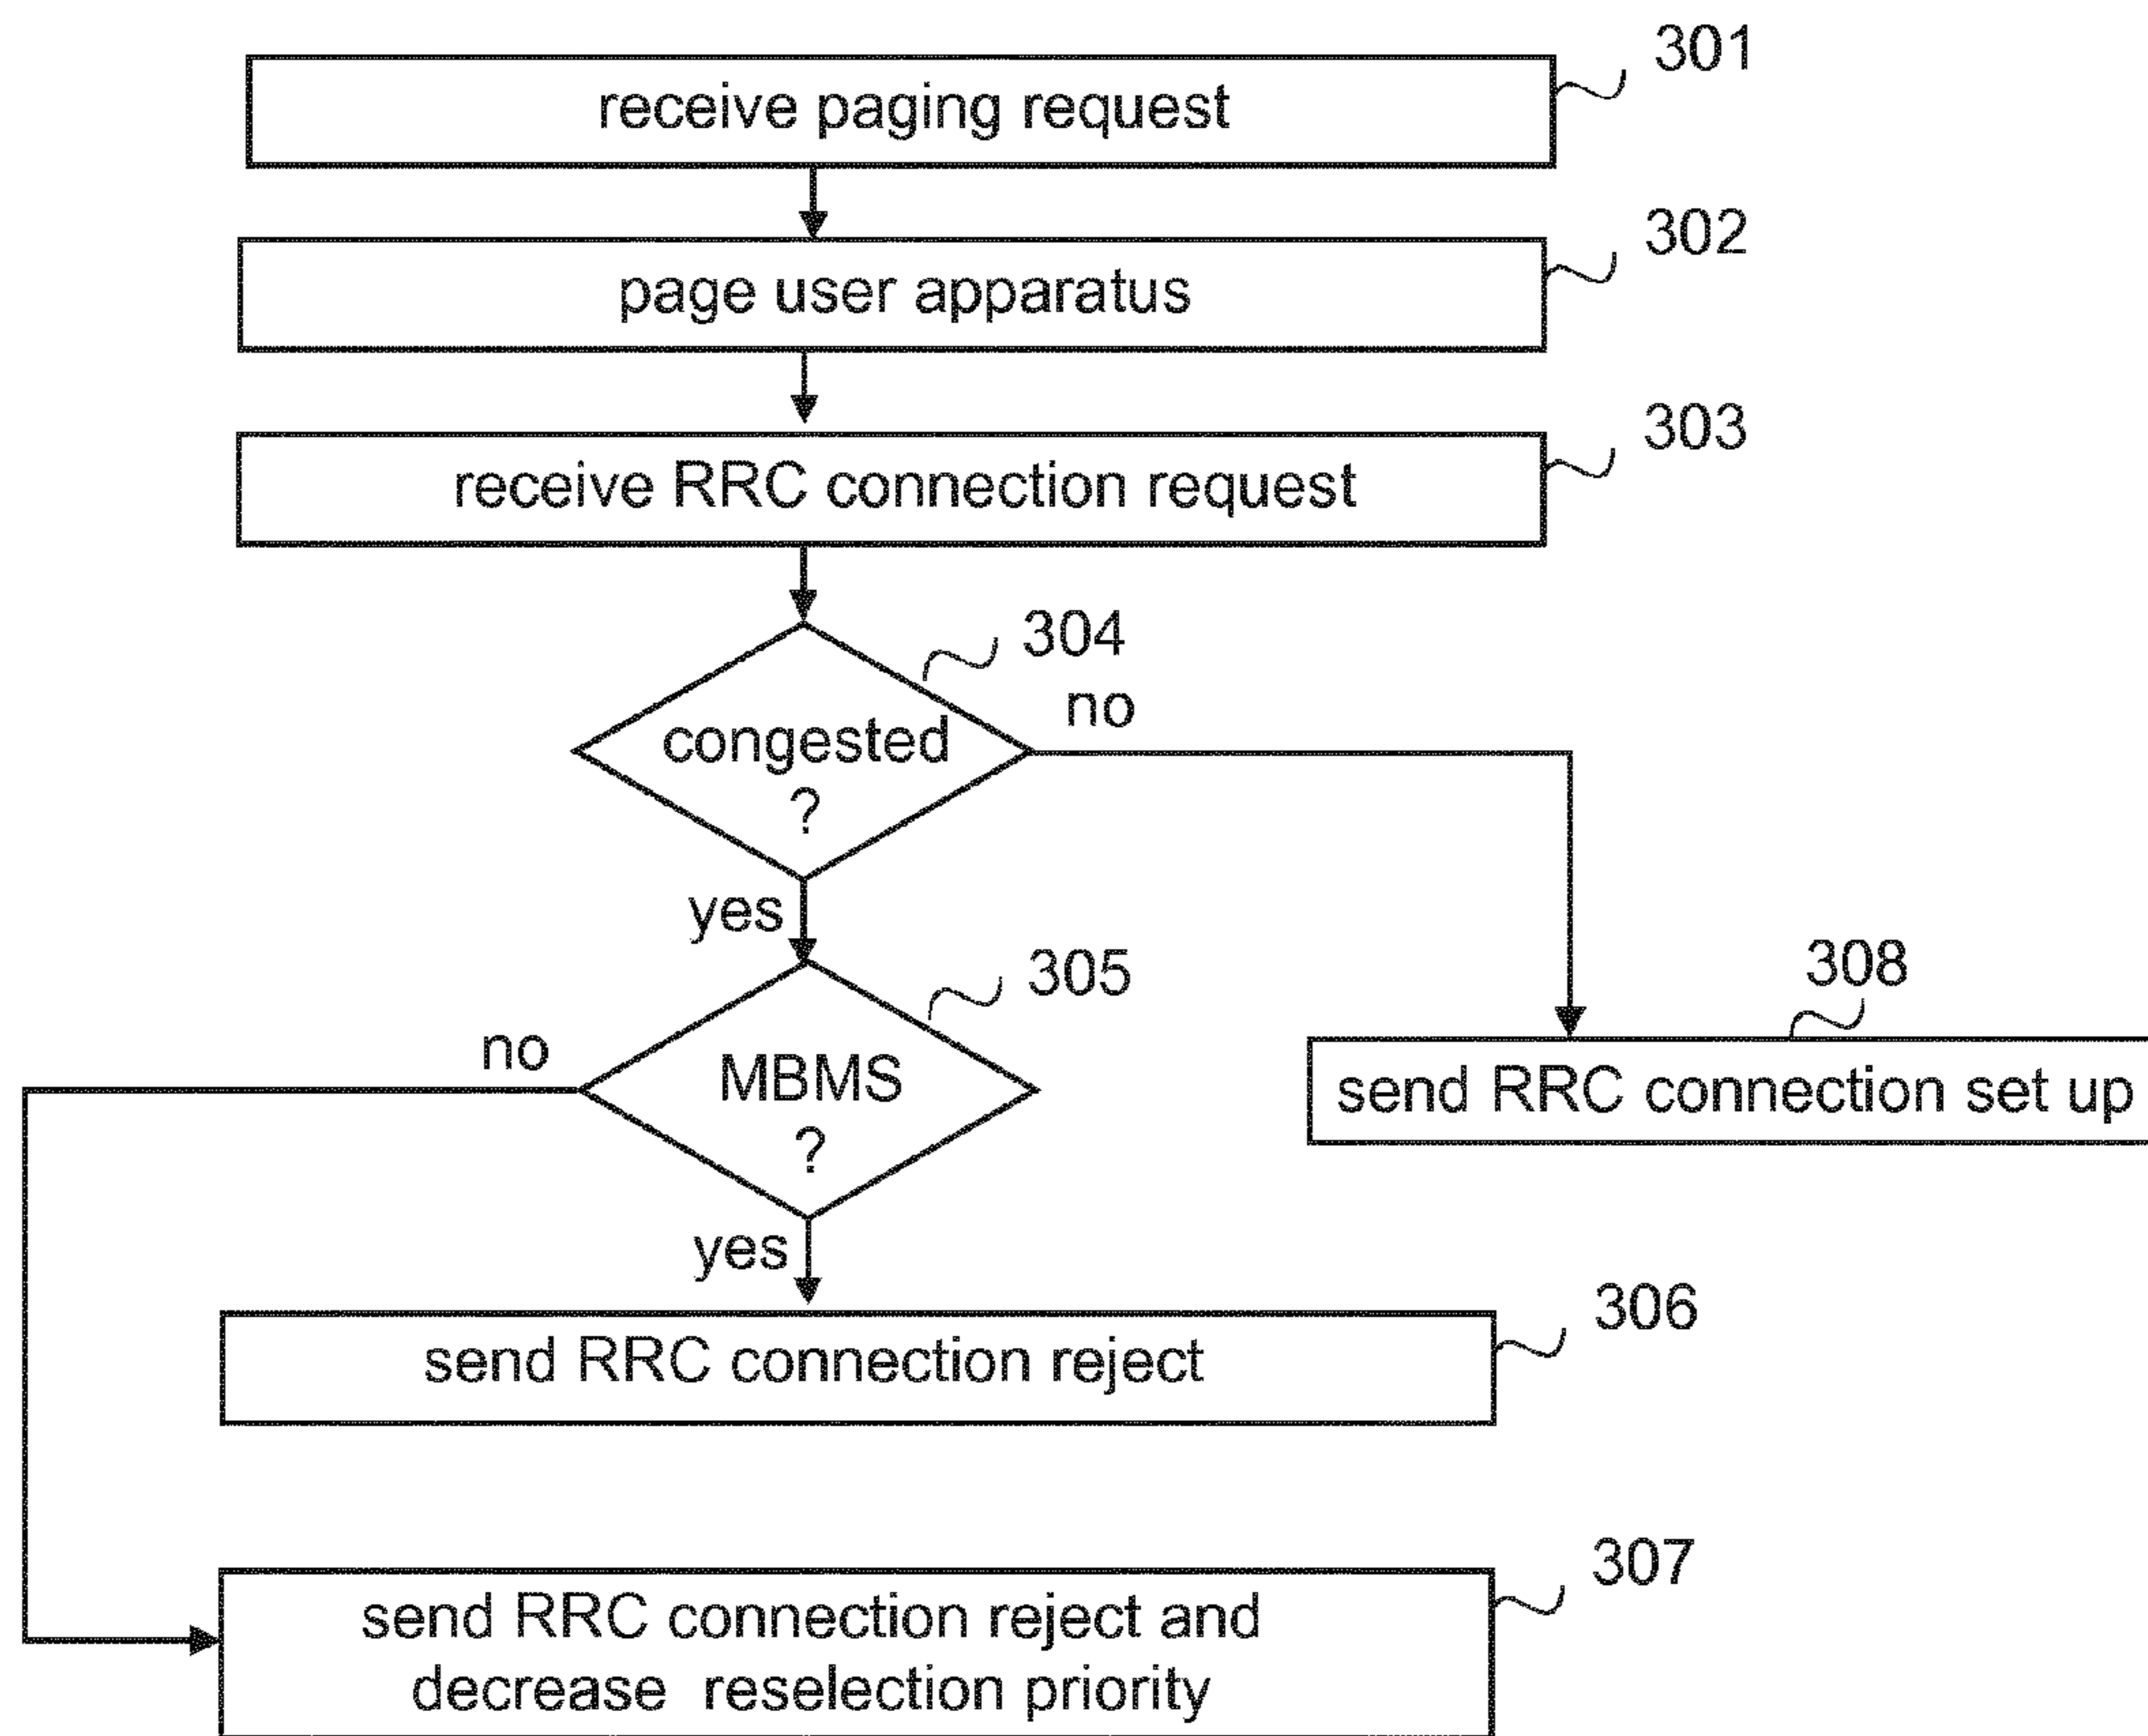 301
receive paging request
302
page user apparatus
303
receive RRC connection request
304
congested
?
no
yes
305
MBMS
?
no
yes
308
send RRC connection set up
306
send RRC connection reject
307
send RRC connection reject and
decrease reselection priority